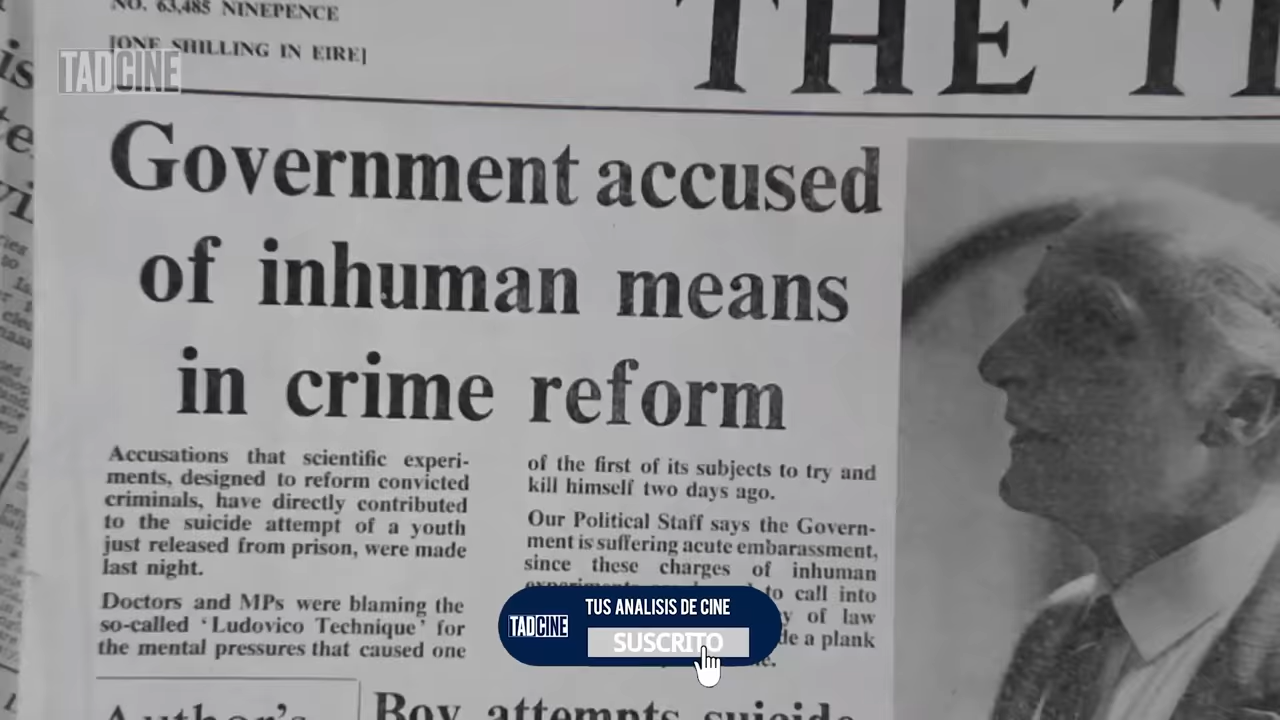 NO. 63,485 NINEPENCE
[ONE SHILLING IN EIRE]
TADCINE
THE
Government accused
of inhuman means
in crime reform
Accusations that scientific experi-
ments, designed to reform convicted
criminals, have directly contributed
to the suicide attempt of a youth
just released from prison, were made
last night.
Doctors and MPs were blaming the
so-called ‘Ludovico Technique’ for
the mental pressures that caused one
of the first of its subjects to try and
kill himself two days ago.
Our Political Staff says the Govern-
ment is suffering acute embarassment,
since these charges of inhuman
to call into
of law
a plank
TADCINE
TUS ANALISIS DE CINE
SUSCRITO
Author's
Boy attempts suicide